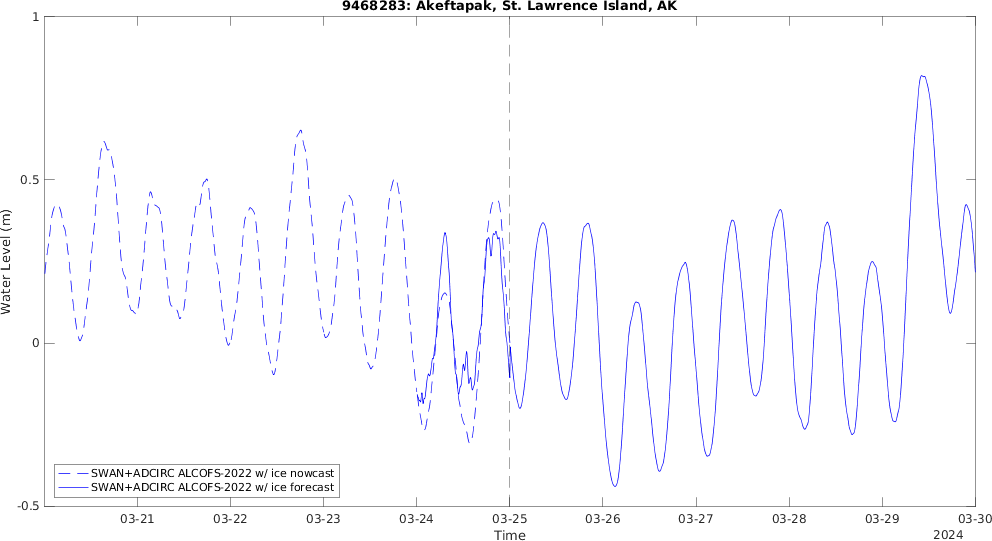 9468283: Akeftapak, St. Lawrence Island, AK
Water Level (m)
1
0.5
0
-0.5
SWAN+ADCIRC ALCOFS-2022 w/ ice nowcast
SWAN+ADCIRC ALCOFS-2022 w/ ice forecast
03-21 03-22 03-23 03-24 03-25 03-26 03-27 03-28 03-29 03-30
Time
2024